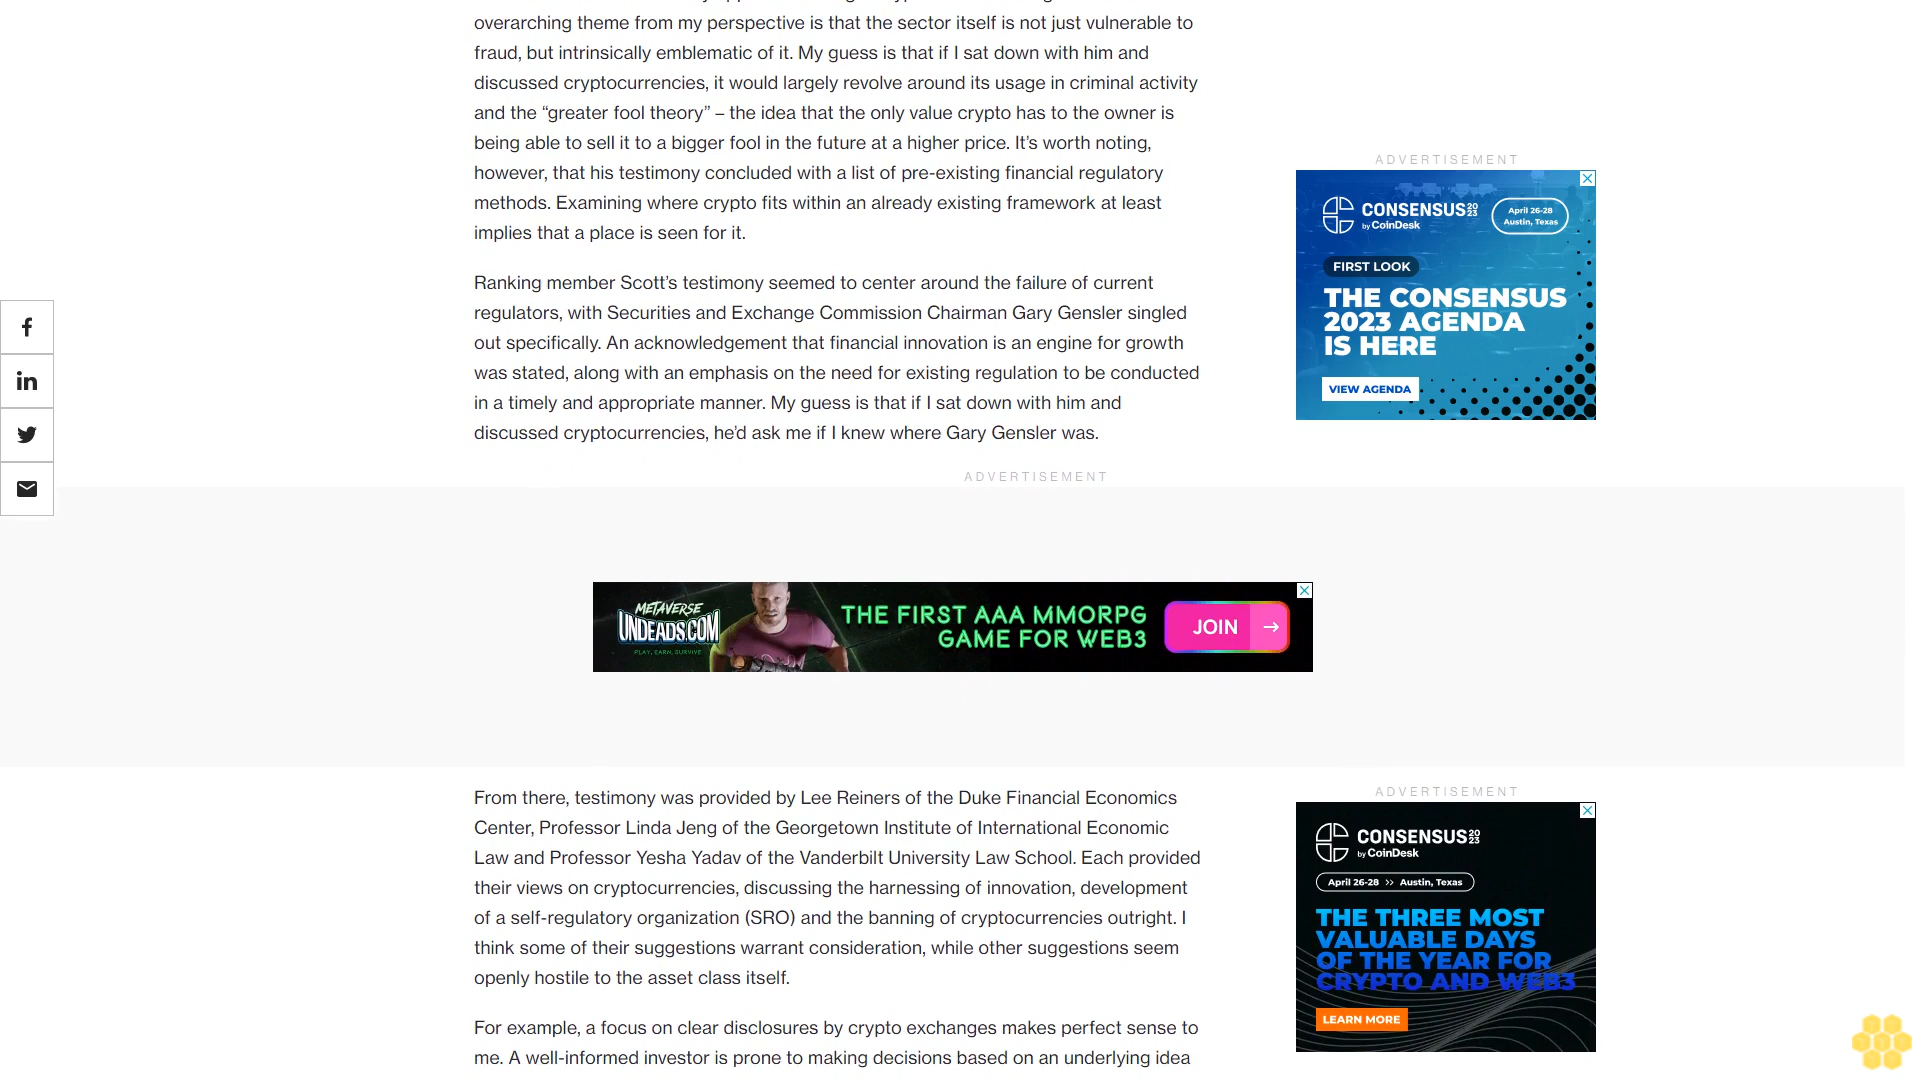 overarching theme from my perspective is that the sector itself is not just vulnerable to
fraud, but intrinsically emblematic of it. My guess is that if I sat down with him and
discussed cryptocurrencies, it would largely revolve around its usage in criminal activity
and the “greater fool theory” – the idea that the only value crypto has to the owner is
being able to sell it to a bigger fool in the future at a higher price. It’s worth noting,
however, that his testimony concluded with a list of pre-existing financial regulatory
methods. Examining where crypto fits within an already existing framework at least
implies that a place is seen for it.
Ranking member Scott’s testimony seemed to center around the failure of current
regulators, with Securities and Exchange Commission Chairman Gary Gensler singled
out specifically. An acknowledgement that financial innovation is an engine for growth
was stated, along with an emphasis on the need for existing regulation to be conducted
in a timely and appropriate manner. My guess is that if I sat down with him and
discussed cryptocurrencies, he’d ask me if I knew where Gary Gensler was.
ADVERTISEMENT
CONSENSUS 2023
by CoinDesk
April 26-28
Austin, Texas
FIRST LOOK
THE CONSENSUS
2023 AGENDA
IS HERE
VIEW AGENDA
ADVERTISEMENT
METAVERSE
UNDEADS.COM
PLAY, EARN, SURVIVE
THE FIRST AAA MMORPG
GAME FOR WEB3
JOIN →
From there, testimony was provided by Lee Reiners of the Duke Financial Economics
Center, Professor Linda Jeng of the Georgetown Institute of International Economic
Law and Professor Yesha Yadav of the Vanderbilt University Law School. Each provided
their views on cryptocurrencies, discussing the harnessing of innovation, development
of a self-regulatory organization (SRO) and the banning of cryptocurrencies outright. I
think some of their suggestions warrant consideration, while other suggestions seem
openly hostile to the asset class itself.
For example, a focus on clear disclosures by crypto exchanges makes perfect sense to
me. A well-informed investor is prone to making decisions based on an underlying idea
ADVERTISEMENT
CONSENSUS 2023
by CoinDesk
April 26-28 >> Austin, Texas
THE THREE MOST
VALUABLE DAYS
OF THE YEAR FOR
CRYPTO AND WEB3
LEARN MORE